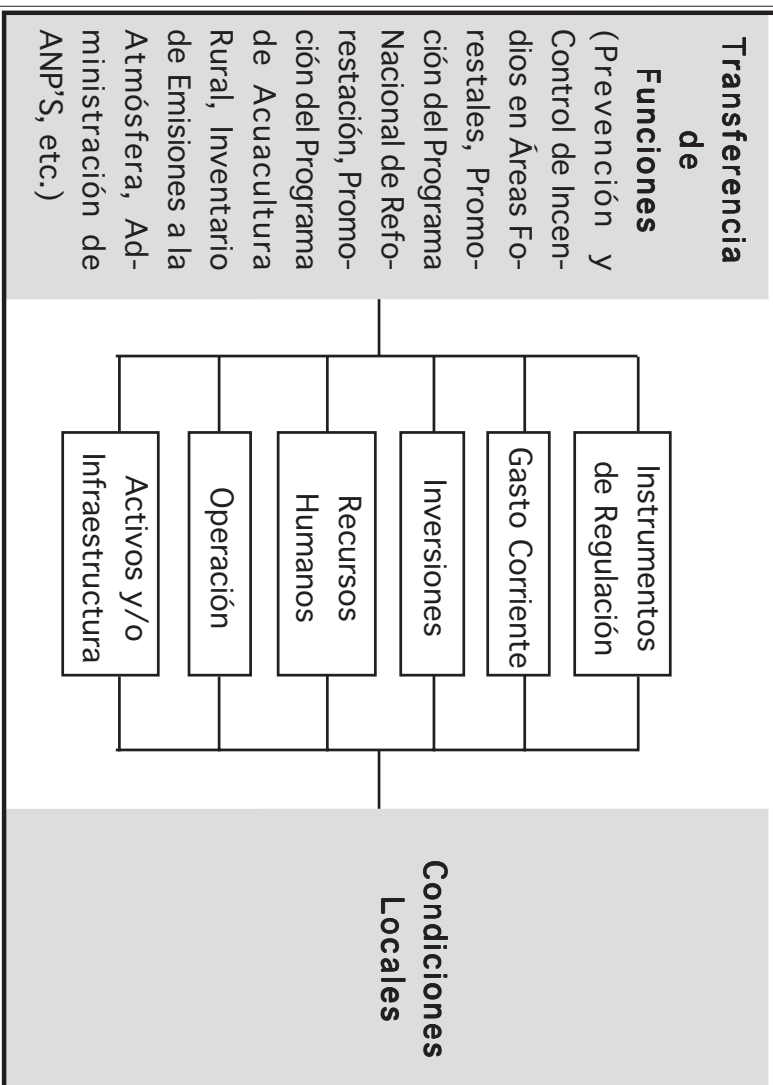 Transferencia
de
Funciones
(Prevención y
Control de Incen-
dios en Áreas Fo-
restales, Promo-
ción del Programa
Nacional de Refo-
restación, Promo-
ción del Programa
de Acuacultura
Rural, Inventario
de Emisiones a la
Atmósfera, Ad-
ministración de
ANP'S, etc.)
Instrumentos
de Regulación
Gasto Corriente
Inversiones
Recursos
Humanos
Operación
Activos y/o
Infraestructura
Condiciones
Locales